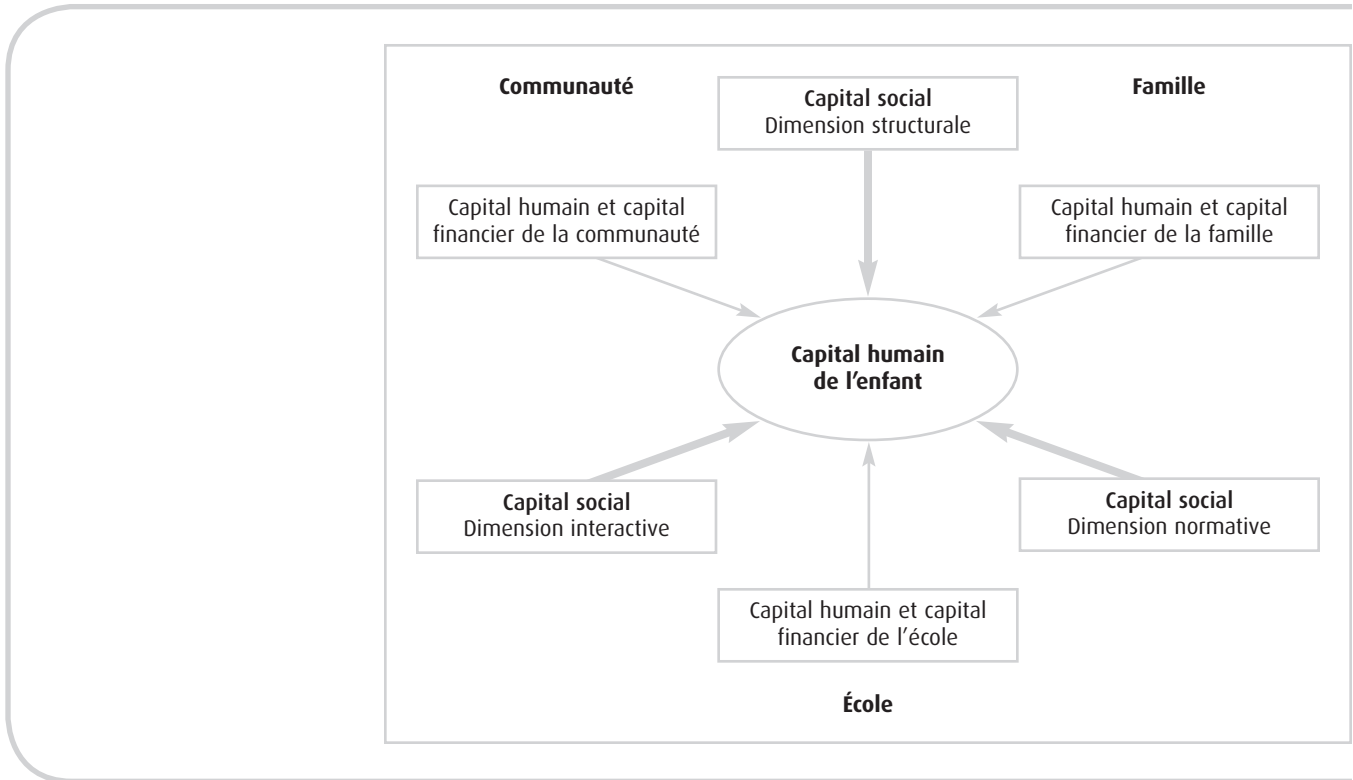 Communauté
Famille
Capital social
Dimension structurale
Capital humain et capital
financier de la communauté
Capital humain et capital
financier de la famille
Capital humain
de l’enfant
Capital social
Dimension interactive
Capital social
Dimension normative
Capital humain et capital
financier de l’école
École